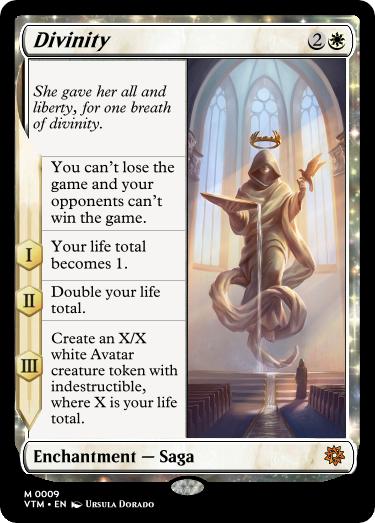 Divinity 2
She gave her all and
liberty, for one breath
of divinity.
You can't lose the
game and your
opponents can't
win the game.
I Your life total
becomes 1.
II Double your life
total.
III Create an X/X
white Avatar
creature token with
indestructible,
where X is your life
total.
Enchantment — Saga
M 0009
VTM • EN Ursula Dorado